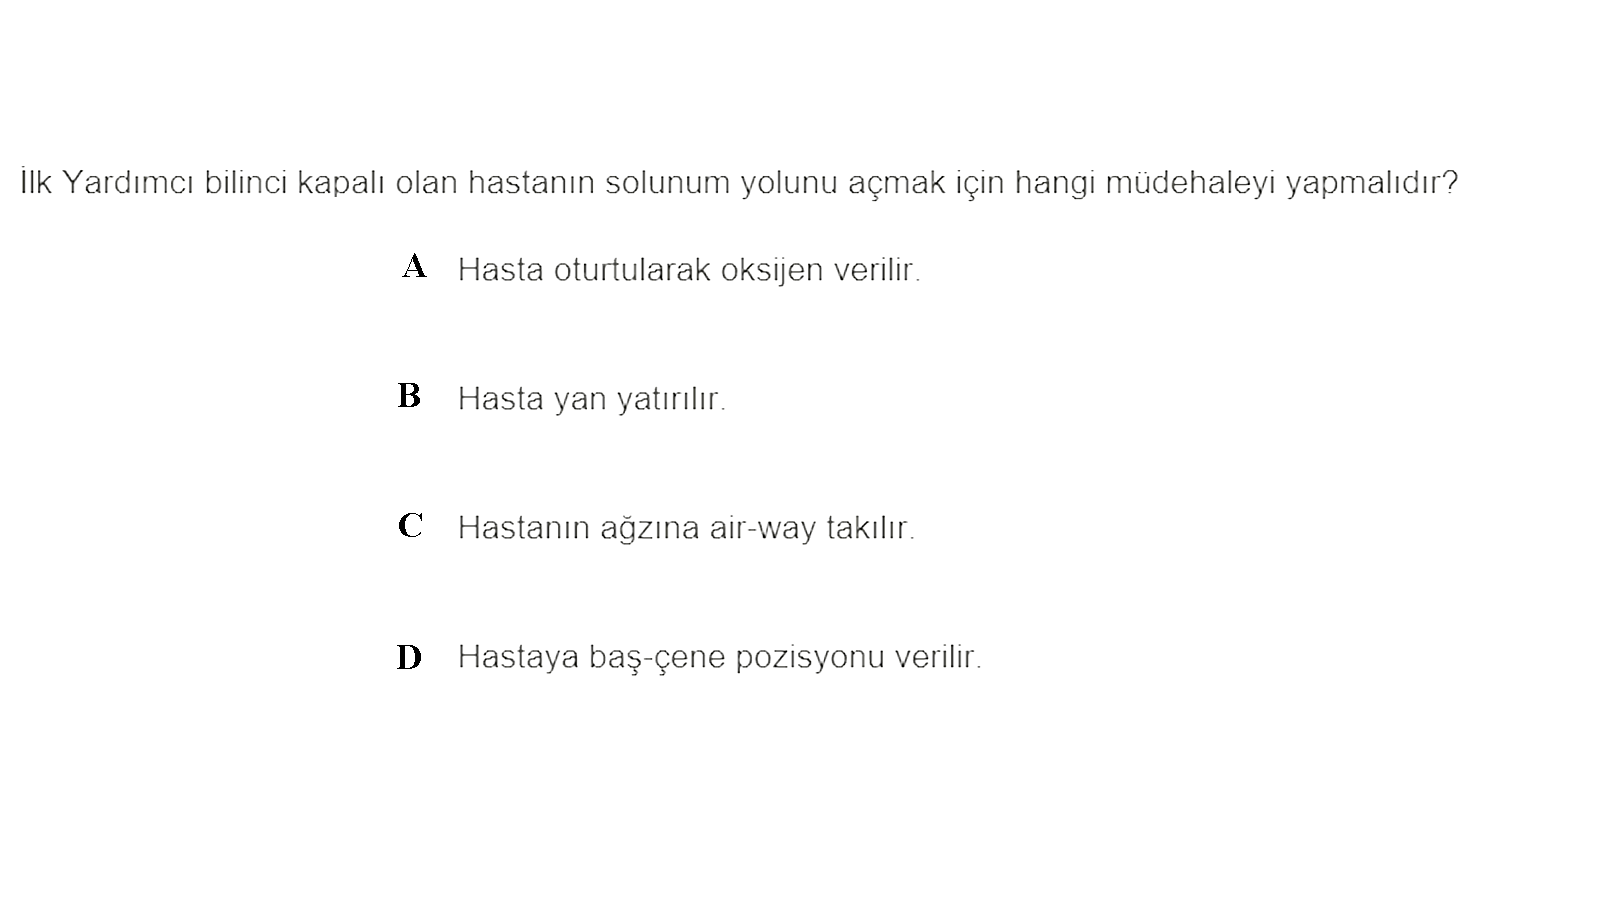 İlk Yardımcı bilinci kapalı olan hastanın solunum yolunu açmak için hangi müdehaleyi yapmalıdır?
A Hasta oturtularak oksijen verilir.
B Hasta yan yatırılır.
C Hastanın ağzına air-way takılır.
D Hastaya baş-çene pozisyonu verilir.